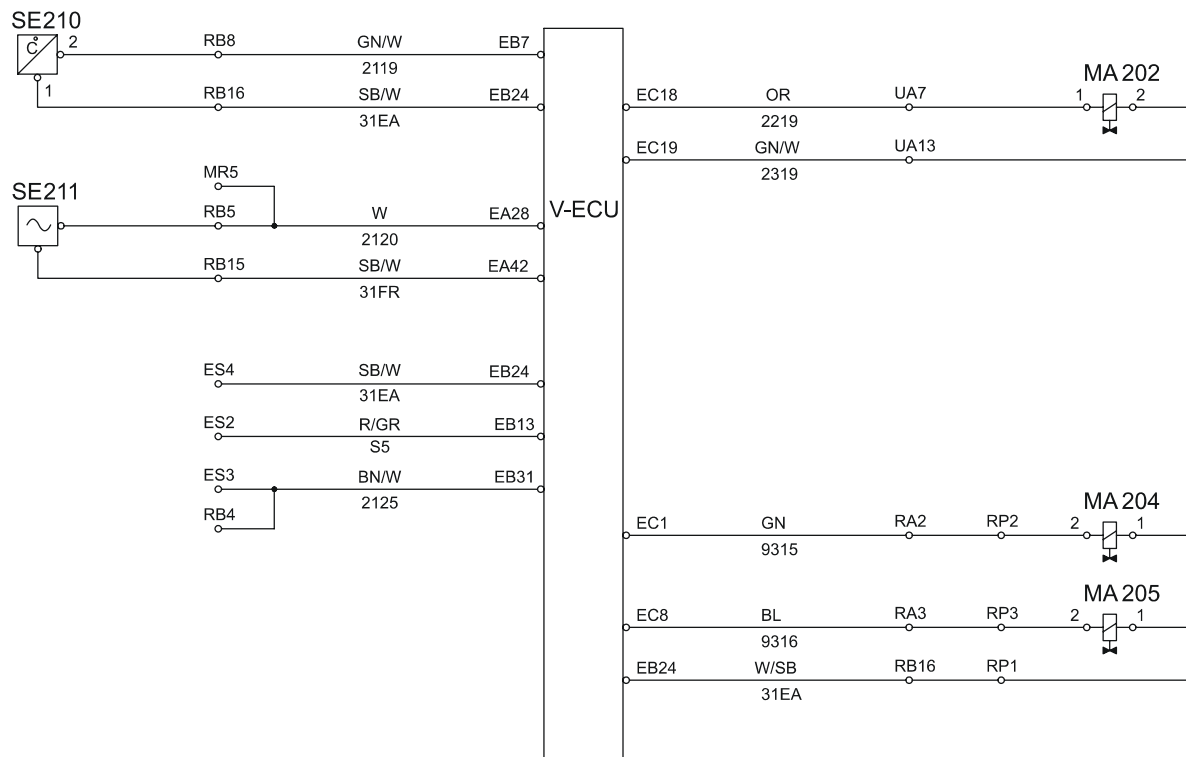 SE210
C
2
RB8 GN/W EB7
2119
1
RB16 SB/W EB24
31EA
MR5
SE211
RB5 W EA28
2120
RB15 SB/W EA42
31FR
ES4 SB/W EB24
31EA
ES2 R/GR EB13
S5
ES3 BN/W EB31
2125
RB4
V-ECU
MA 202
EC18 OR UA7 1 2
2219
EC19 GN/W UA13
2319
MA 204
EC1 GN RA2 RP2 2 1
9315
MA 205
EC8 BL RA3 RP3 2 1
9316
EB24 W/SB RB16 RP1
31EA